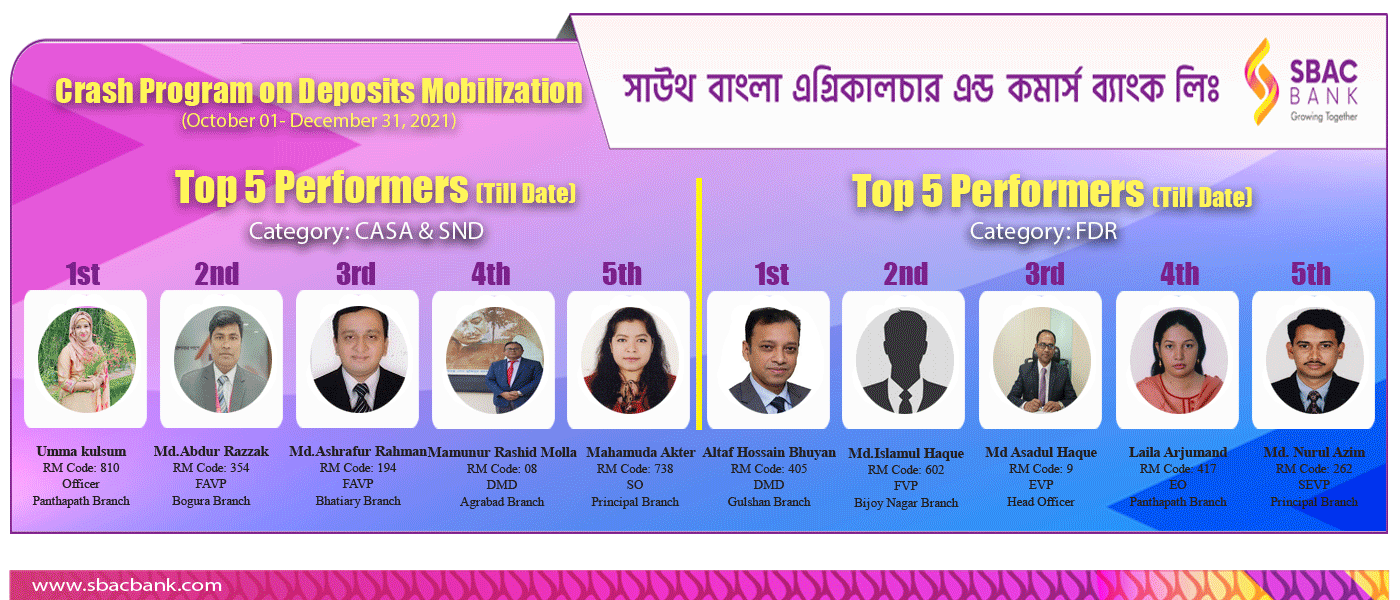 Crash Program on Deposits Mobilization
(October 01- December 31, 2021)
সাউথ বাংলা এগ্রিকালচার এন্ড কমার্স ব্যাংক লিঃ
SBAC
BANK
Growing Together
Top 5 Performers (Till Date)
Category: CASA & SND
1st
2nd
3rd
4th
5th
Umma kulsum
RM Code: 810
Officer
Panthapath Branch
Md.Abdur Razzak
RM Code: 354
FAVP
Bogura Branch
Md.Ashrafur Rahman
RM Code: 194
FAVP
Bhatiary Branch
Mamunur Rashid Molla
RM Code: 08
DMD
Agrabad Branch
Mahamuda Akter
RM Code: 738
SO
Principal Branch
Top 5 Performers (Till Date)
Category: FDR
1st
2nd
3rd
4th
5th
Altaf Hossain Bhuyan
RM Code: 405
DMD
Gulshan Branch
Md.Islamul Haque
RM Code: 602
FVP
Bijoy Nagar Branch
Md Asadul Haque
RM Code: 9
EVP
Head Officer
Laila Arjumand
RM Code: 417
EO
Panthapath Branch
Md. Nurul Azim
RM Code: 262
SEVP
Principal Branch
www.sbacbank.com